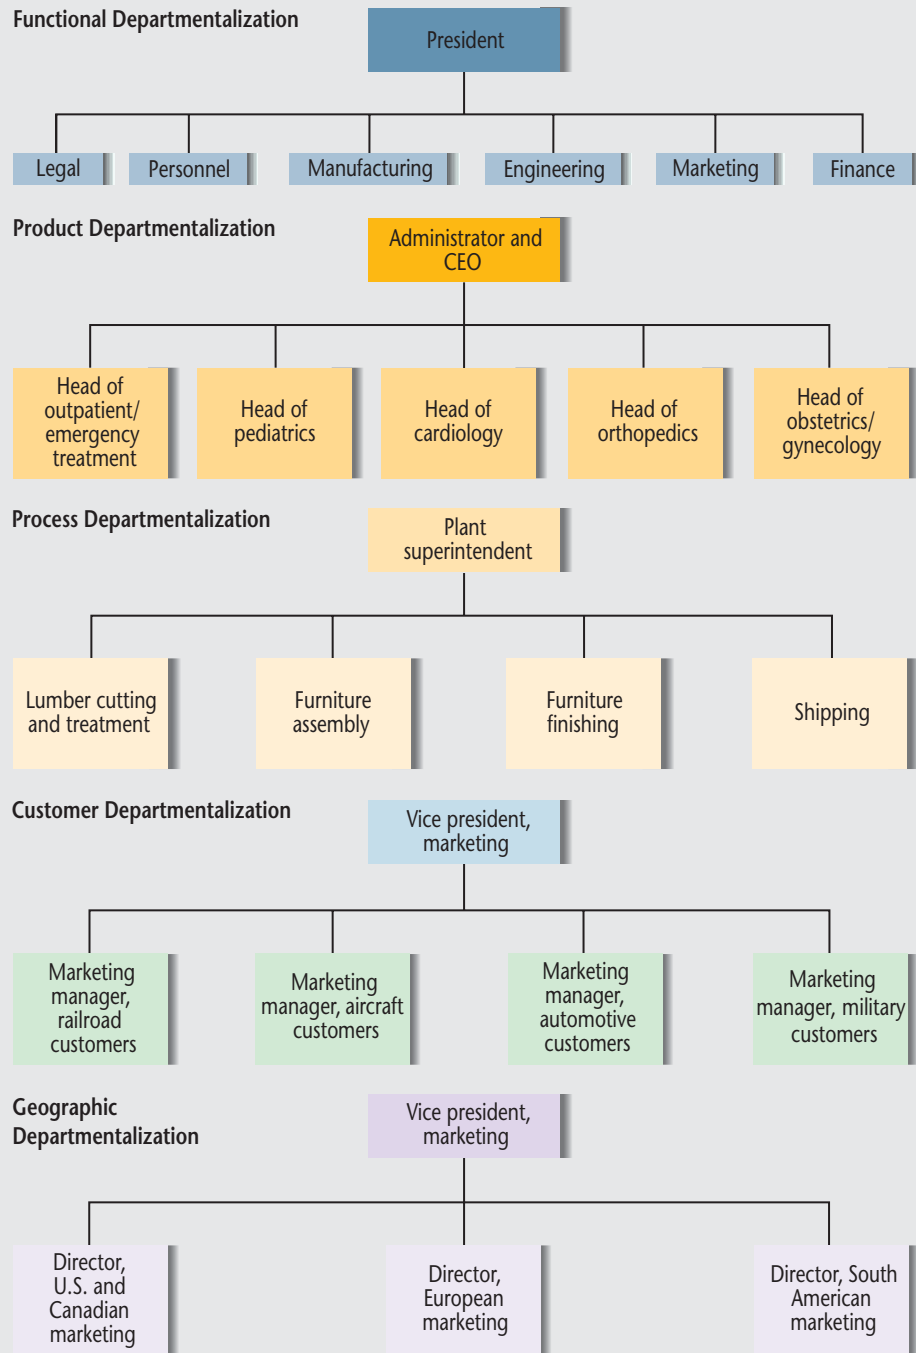 Functional Departmentalization
President
Legal
Personnel
Manufacturing
Engineering
Marketing
Finance
Product Departmentalization
Administrator and
CEO
Head of
outpatient/
emergency
treatment
Head of
pediatrics
Head of
cardiology
Head of
orthopedics
Head of
obstetrics/
gynecology
Process Departmentalization
Plant
superintendent
Lumber cutting
and treatment
Furniture
assembly
Furniture
finishing
Shipping
Customer Departmentalization
Vice president,
marketing
Marketing
manager,
railroad
customers
Marketing
manager, aircraft
customers
Marketing
manager,
automotive
customers
Marketing
manager, military
customers
Geographic
Departmentalization
Vice president,
marketing
Director,
U.S. and
Canadian
marketing
Director,
European
marketing
Director, South
American
marketing